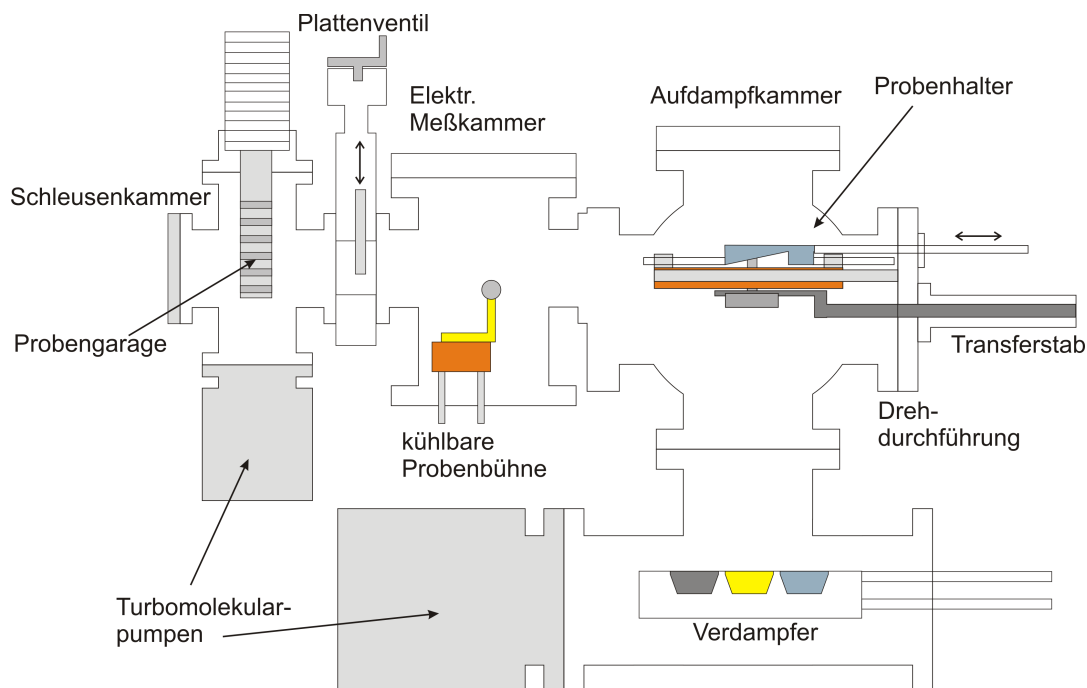 Plattenventil
Elektr.
Meßkammer
Aufdampfkammer
Probenhalter
Schleusenkammer
Probengarage
Transferstab
Dreh-
durchführung
kühlbare
Probenbühne
Turbomolekular-
pumpen
Verdampfer